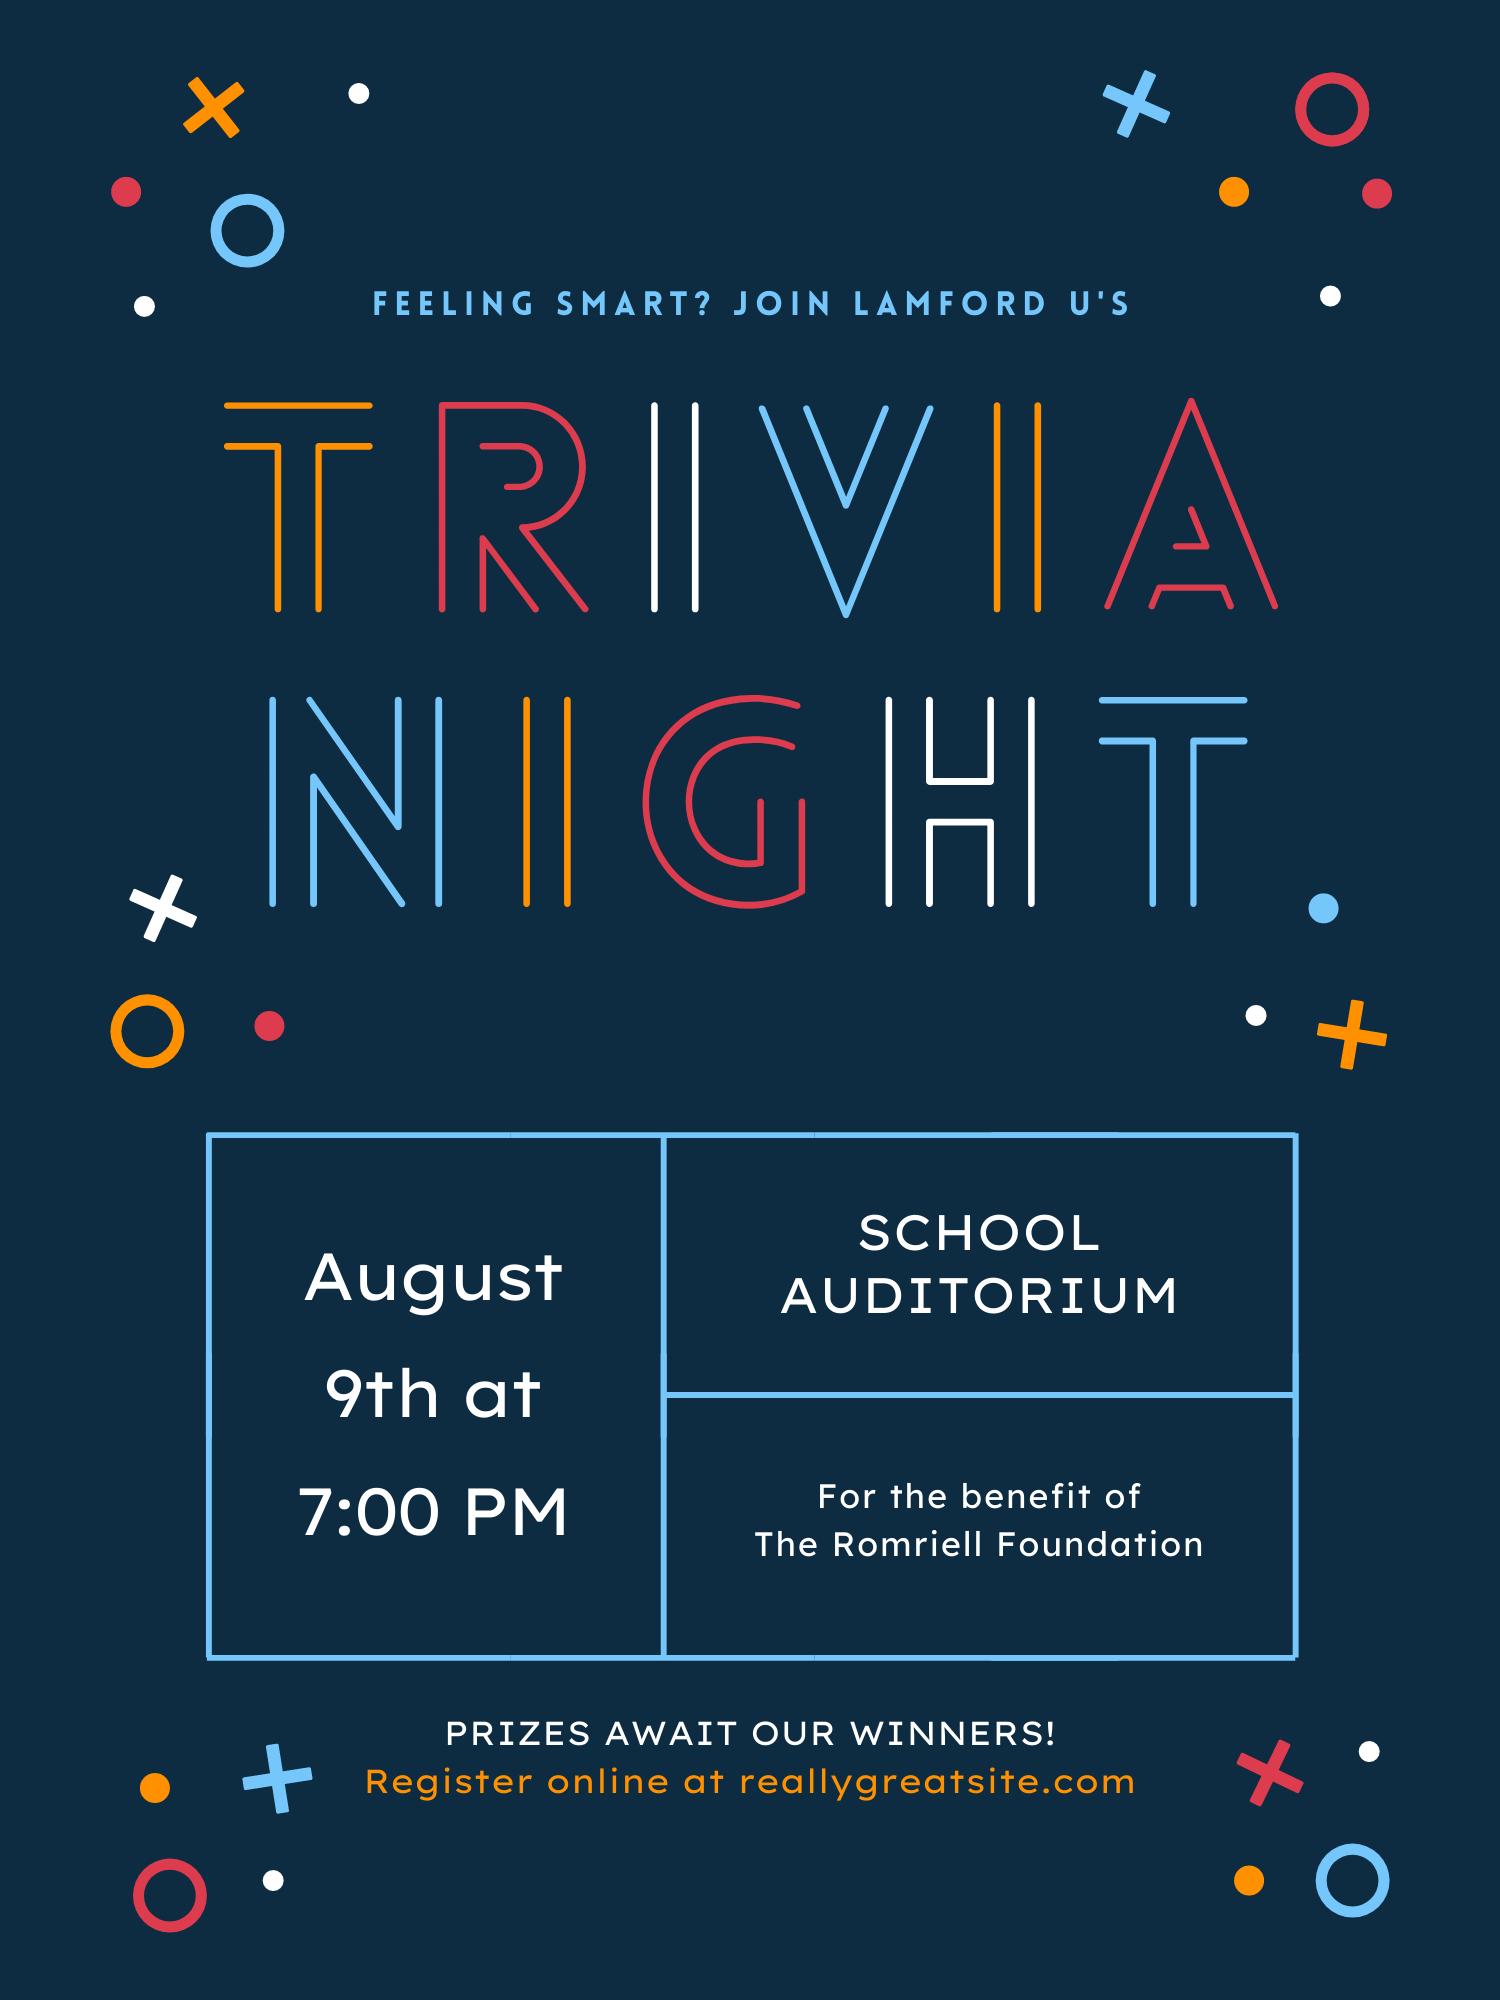 FEELING SMART? JOIN LAMFORD U'S
TRIVIA
NIGHT
August
9th at
7:00 PM
SCHOOL
AUDITORIUM
For the benefit of
The Romriell Foundation
PRIZES AWAIT OUR WINNERS!
Register online at reallygreatsite.com